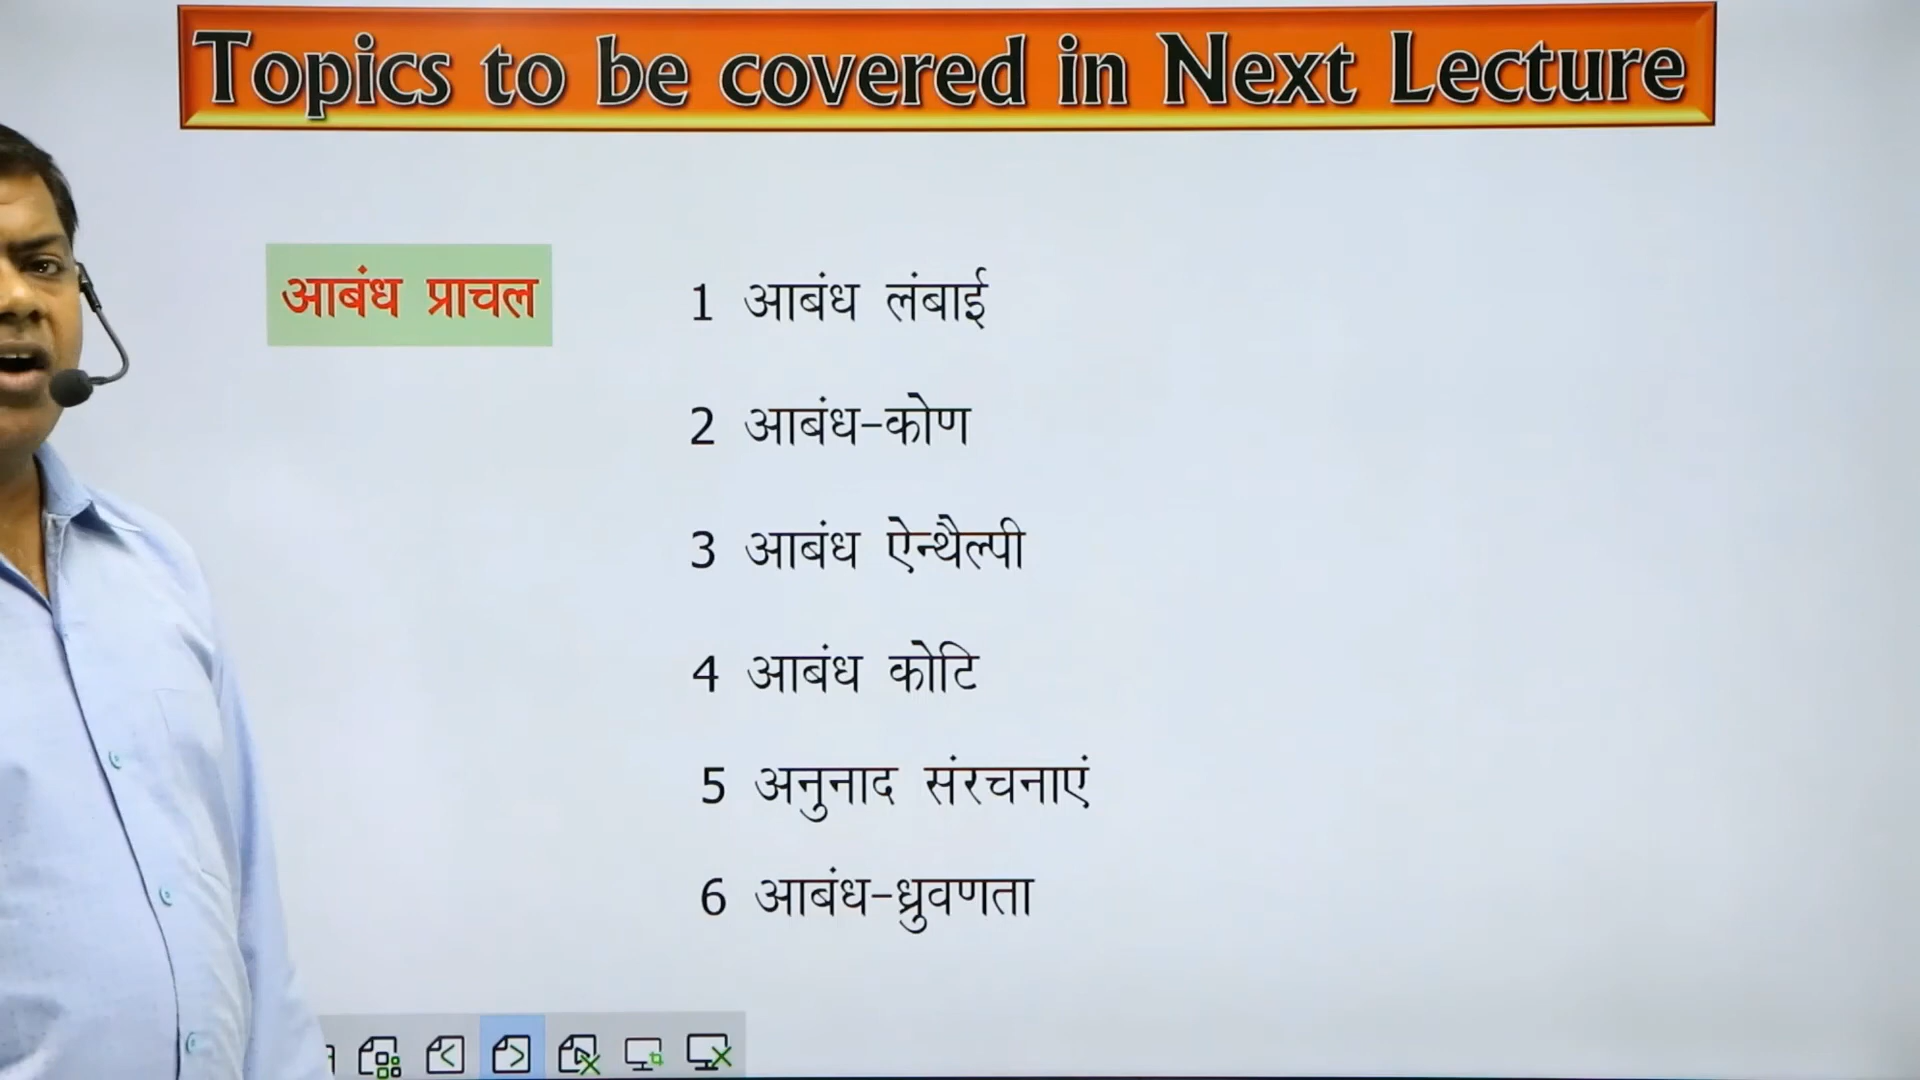 Topics to be covered in Next Lecture
आबंध प्राचल
1 आबंध लंबाई
2 आबंध-कोण
3 आबंध ऐन्थैल्पी
4 आबंध कोटि
5 अनुनाद संरचनाएं
6 आबंध-ध्रुवणता